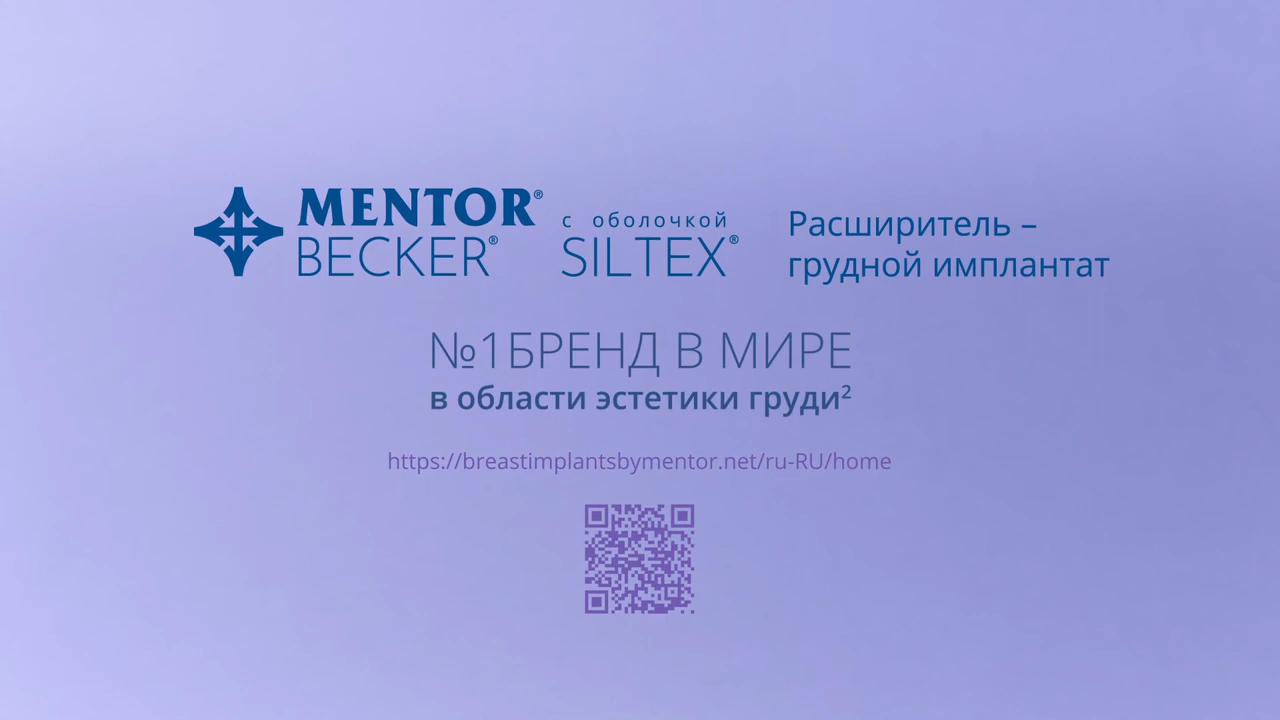 MENTOR®
BECKER®
с оболочкой
SILTEX®
Расширитель –
грудной имплантат
№1БРЕНД В МИРЕ
в области эстетики груди²
https://breastimplantsbymentor.net/ru-RU/home